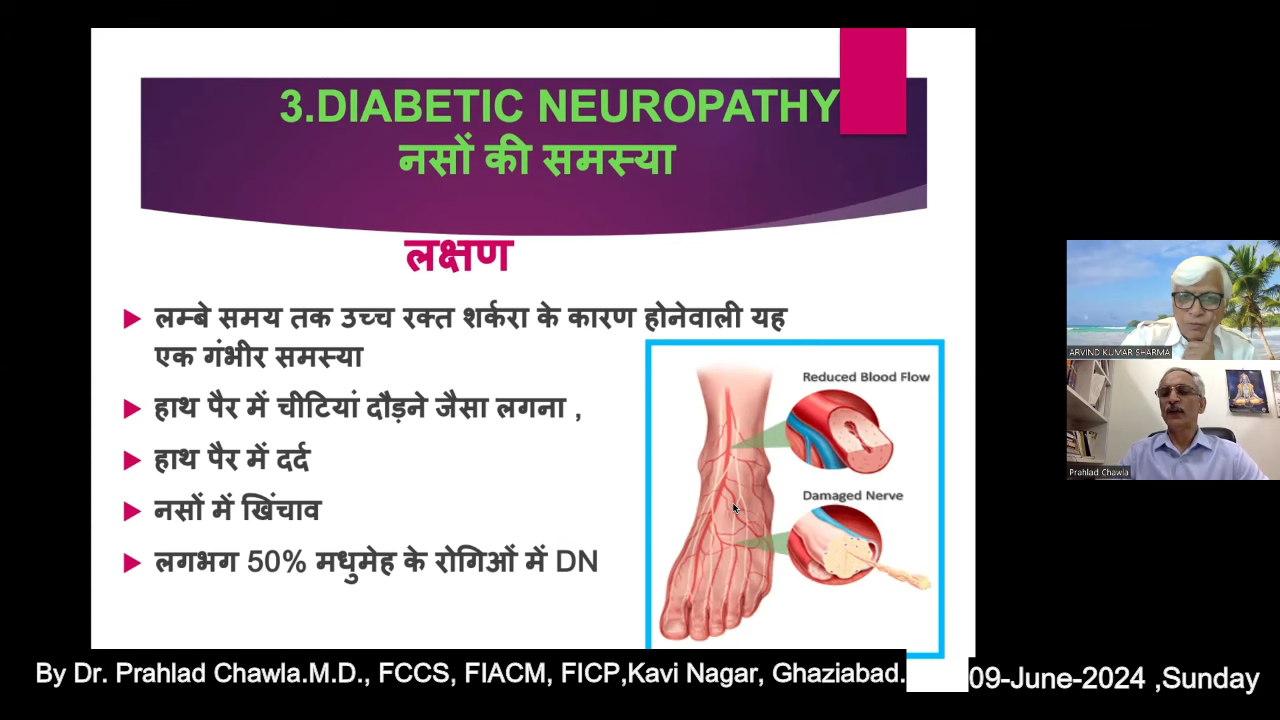 3.DIABETIC NEUROPATHY
नसों की समस्या
लक्षण
लम्बे समय तक उच्च रक्त शर्करा के कारण होनेवाली यह
एक गंभीर समस्या
हाथ पैर में चीटियां दौड़ने जैसा लगना ,
हाथ पैर में दर्द
नसों में खिंचाव
लगभग 50% मधुमेह के रोगिओं में DN
Reduced Blood Flow
Damaged Nerve
ARVIND KUMAR SHARMA
Prahlad Chawla
By Dr. Prahlad Chawla.M.D., FCCS, FIACM, FICP,Kavi Nagar, Ghaziabad.
09-June-2024 ,Sunday